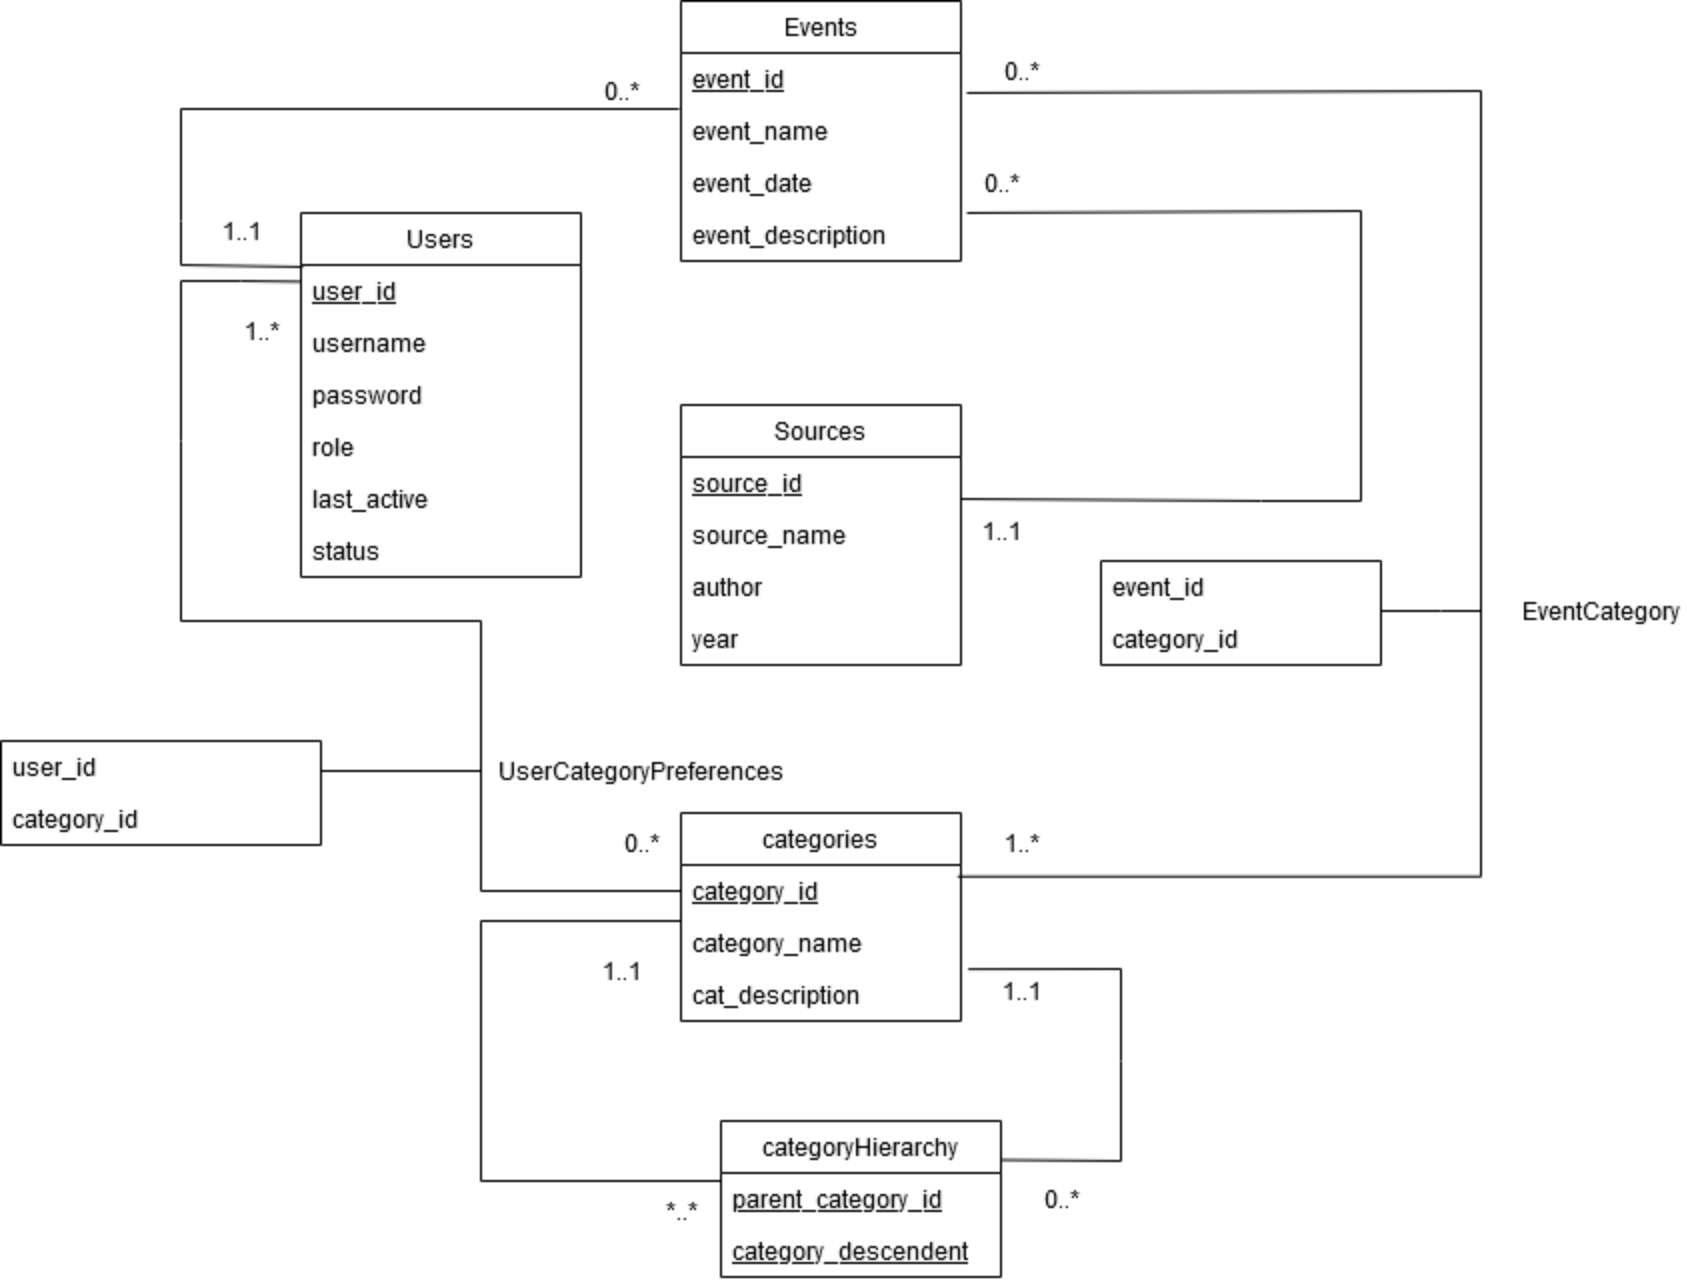 Events
event_id
event_name
event_date
event_description
0..*
0..*
0..*
1..1
Users
user_id
username
password
role
last_active
status
1..*
Sources
source_id
source_name
author
year
1..1
event_id
category_id
EventCategory
user_id
category_id
UserCategoryPreferences
0..*
categories
category_id
category_name
cat_description
1..*
1..1
1..1
categoryHierarchy
parent_category_id
category_descendent
*..*
0..*